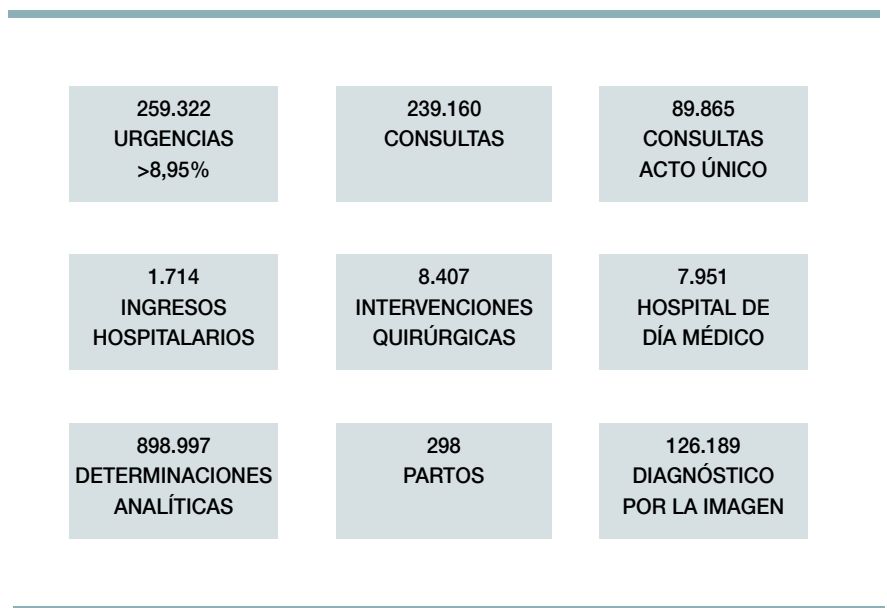 259.322
URGENCIAS
>8,95%
239.160
CONSULTAS
89.865
CONSULTAS
ACTO ÚNICO
1.714
INGRESOS
HOSPITALARIOS
8.407
INTERVENCIONES
QUIRÚRGICAS
7.951
HOSPITAL DE
DÍA MÉDICO
898.997
DETERMINACIONES
ANALÍTICAS
298
PARTOS
126.189
DIAGNÓSTICO
POR LA IMAGEN